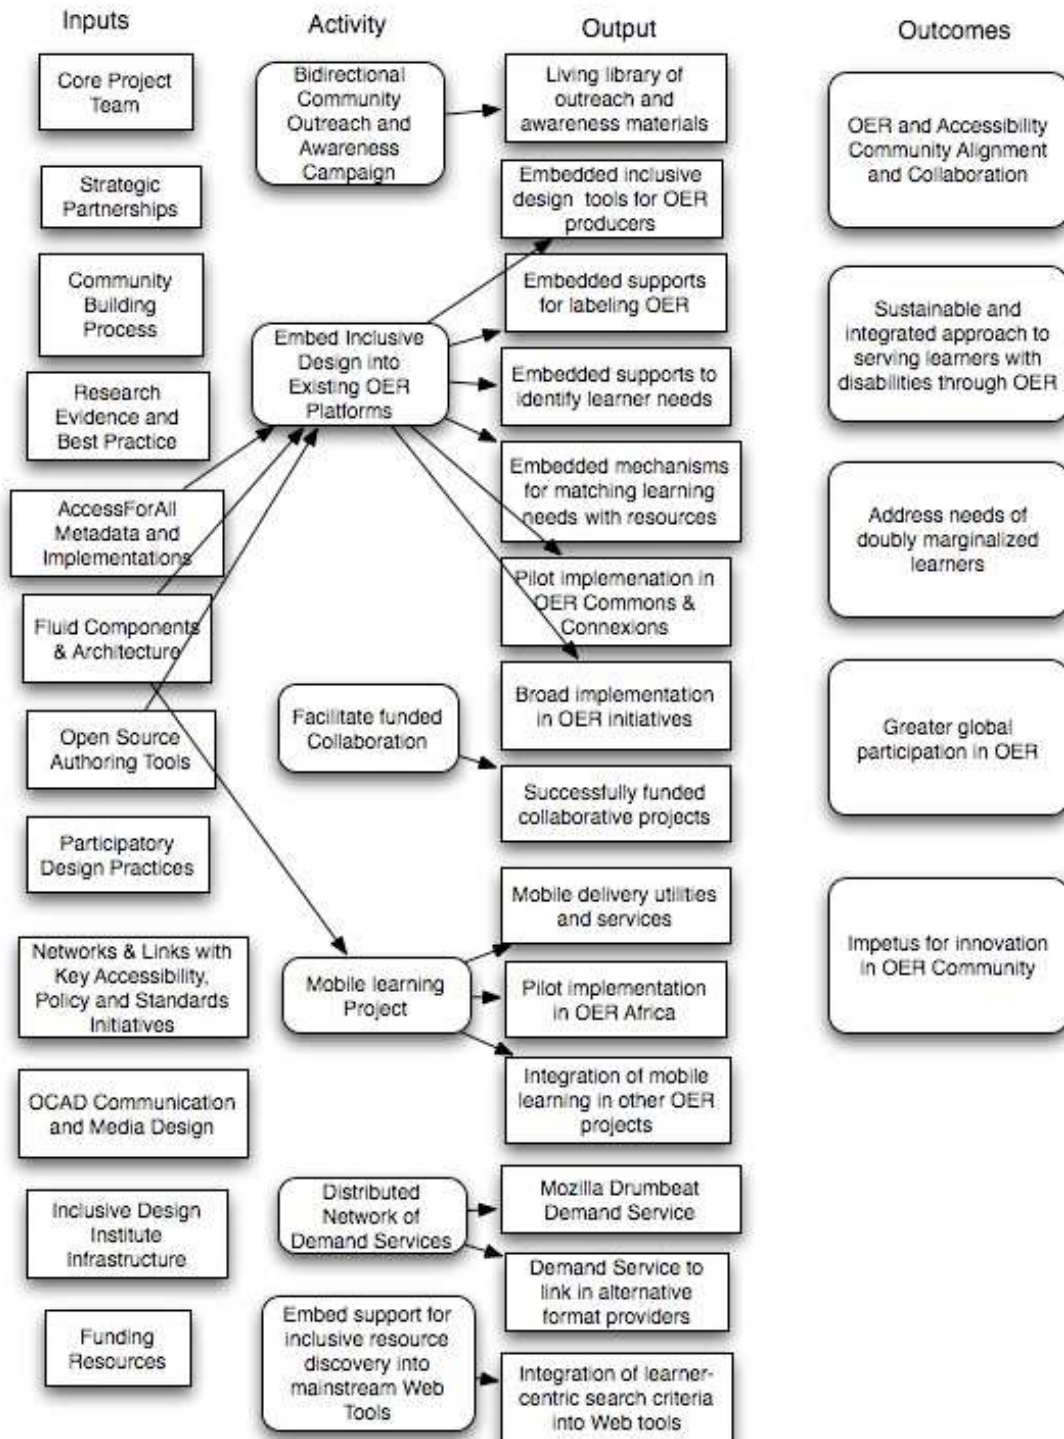 Inputs
Activity
Output
Outcomes
Core Project
Team
Strategic
Partnerships
Community
Building
Process
Research
Evidence and
Best Practice
AccessForAll
Metadata and
Implementations
Fluid Components
& Architecture
Open Source
Authoring Tools
Participatory
Design Practices
Networks & Links with
Key Accessibility,
Policy and Standards
Initiatives
OCAD Communication
and Media Design
Inclusive Design
Institute
Infrastructure
Funding
Resources
Bidirectional
Community
Outreach and
Awareness
Campaign
Embed Inclusive
Design into
Existing OER
Platforms
Facilitate funded
Collaboration
Mobile learning
Project
Distributed
Network of
Demand Services
Embed support for
inclusive resource
discovery into
mainstream Web
Tools
Living library of
outreach and
awareness materials
Embedded inclusive
design tools for OER
producers
Embedded supports
for labeling OER
Embedded supports to
identify learner needs
Embedded mechanisms
for matching learning
needs with resources
Pilot implemenation in
OER Commons &
Connexions
Broad implementation
in OER initiatives
Successfully funded
collaborative projects
Mobile delivery utilities
and services
Pilot implementation
in OER Africa
Integration of mobile
learning in other OER
projects
Mozilla Drumbeat
Demand Service
Demand Service to
link in alternative
format providers
Integration of learner-
centric search criteria
into Web tools
OER and Accessibility
Community Alignment
and Collaboration
Sustainable and
integrated approach to
serving learners with
disabilities through OER
Address needs of
doubly marginalized
learners
Greater global
participation in OER
Impetus for innovation
in OER Community